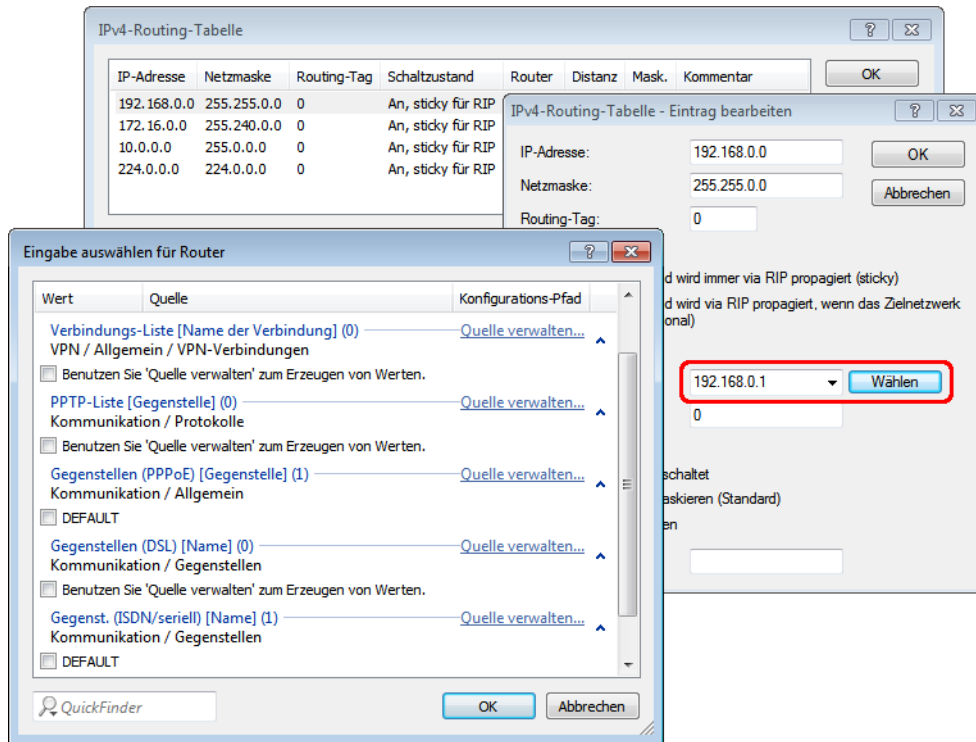 IPv4-Routing-Tabelle
IP-Adresse Netzmaske Routing-Tag Schaltzustand Router Distanz Mask. Kommentar
OK
192.168.0.0 255.255.0.0 0 An, sticky für RIP
172.16.0.0 255.240.0.0 0 An, sticky für RIP
10.0.0.0 255.0.0.0 0 An, sticky für RIP
224.0.0.0 224.0.0.0 0 An, sticky für RIP
IPv4-Routing-Tabelle - Eintrag bearbeiten
IP-Adresse: 192.168.0.0 OK
Netzmaske: 255.255.0.0 Abbrechen
Routing-Tag: 0
d wird immer via RIP propagiert (sticky)
d wird via RIP propagiert, wenn das Zielnetzwerk
onal)
192.168.0.1 Wählen
0
schaltet
askieren (Standard)
en
Eingabe auswählen für Router
Wert Quelle Konfigurations-Pfad
Verbindungs-Liste [Name der Verbindung] (0) Quelle verwalten...
VPN / Allgemein / VPN-Verbindungen
Benutzen Sie 'Quelle verwalten' zum Erzeugen von Werten.
PPTP-Liste [Gegenstelle] (0) Quelle verwalten...
Kommunikation / Protokolle
Benutzen Sie 'Quelle verwalten' zum Erzeugen von Werten.
Gegenstellen (PPPoE) [Gegenstelle] (1) Quelle verwalten...
Kommunikation / Allgemein
DEFAULT
Gegenstellen (DSL) [Name] (0) Quelle verwalten...
Kommunikation / Gegenstellen
Benutzen Sie 'Quelle verwalten' zum Erzeugen von Werten.
Gegenst. (ISDN/seriell) [Name] (1) Quelle verwalten...
Kommunikation / Gegenstellen
DEFAULT
QuickFinder OK Abbrechen